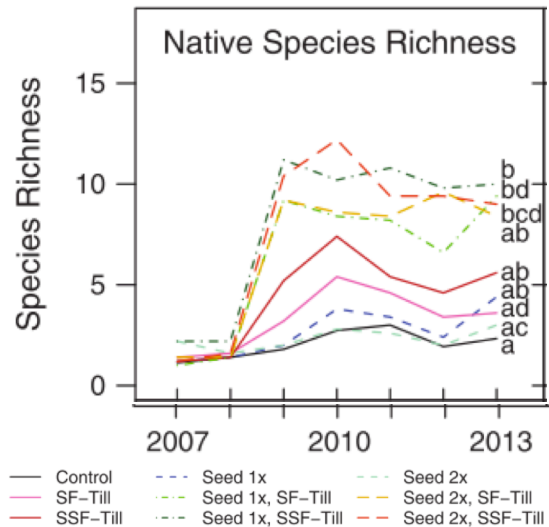 Native Species Richness
Species Richness
15
10
5
0
b
bd
bcd
ab
ab
ab
ad
ac
a
2007 2010 2013
Control Seed 1x Seed 2x
SF-Till Seed 1x, SF-Till Seed 2x, SF-Till
SSF-Till Seed 1x, SSF-Till Seed 2x, SSF-Till